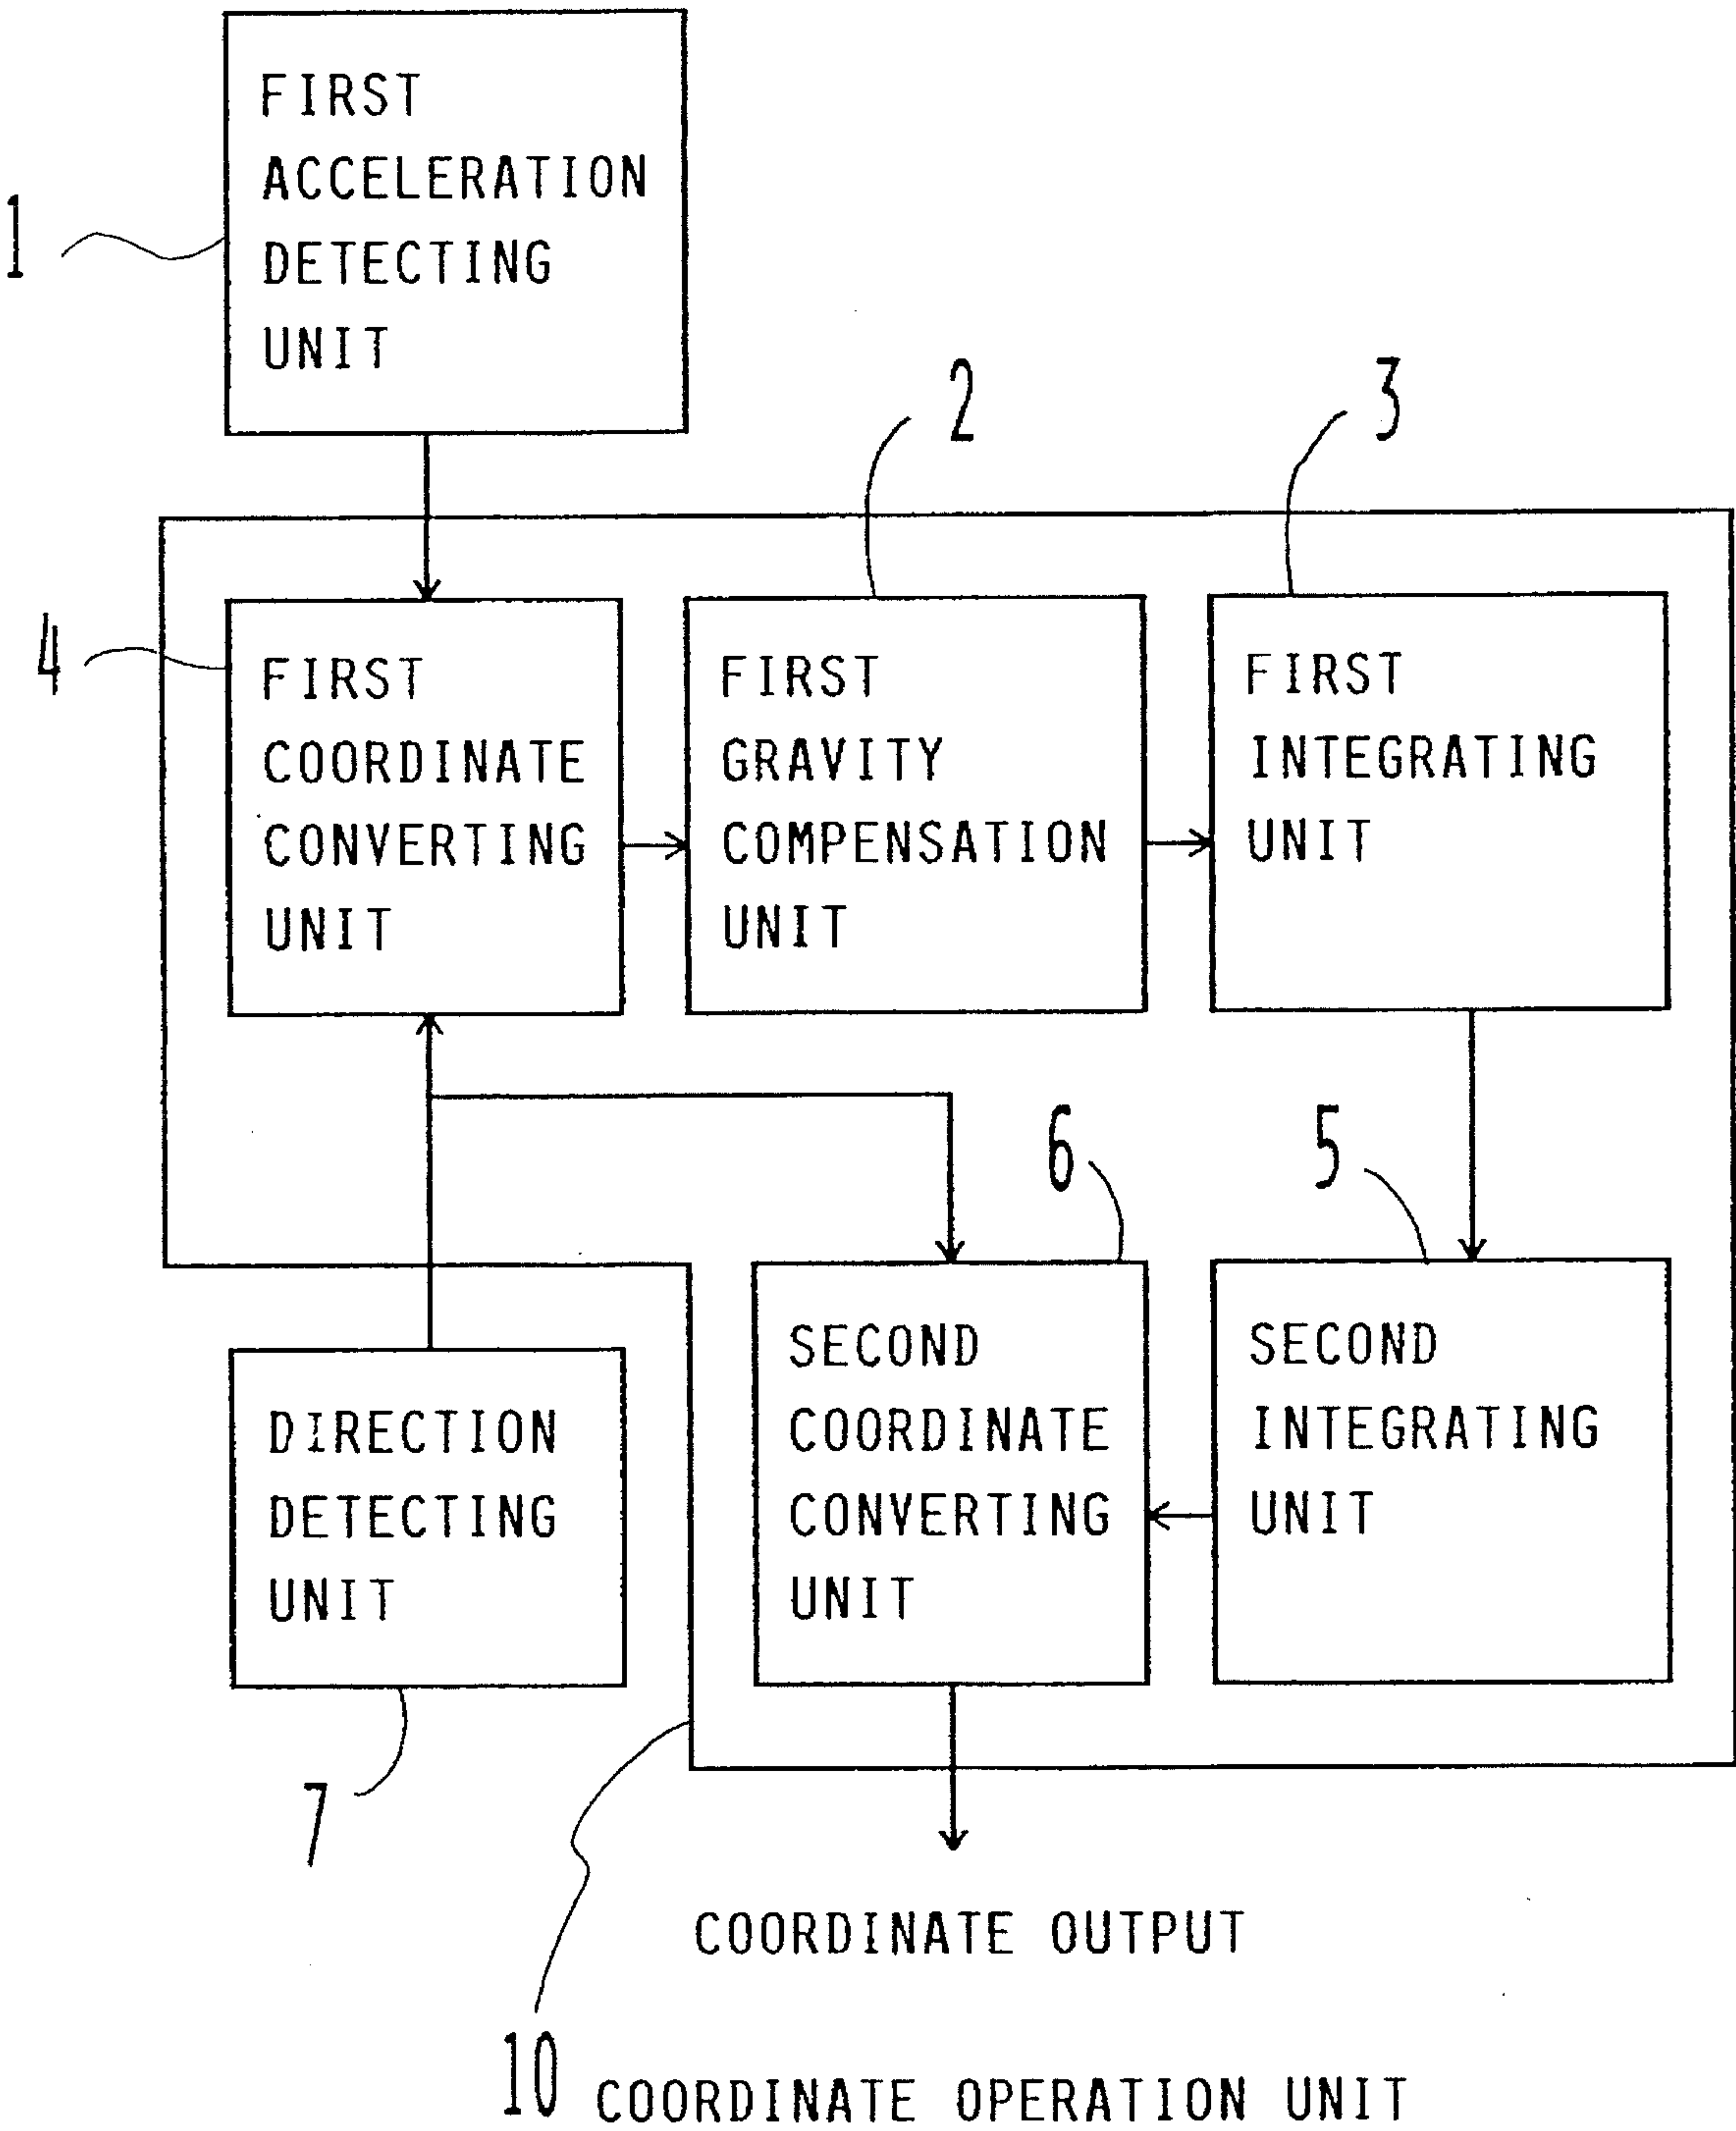 FIRST
ACCELERATION
DETECTING
UNIT
1
2
3
4
FIRST
COORDINATE
CONVERTING
UNIT
FIRST
GRAVITY
COMPENSATION
UNIT
FIRST
INTEGRATING
UNIT
6
5
SECOND
COORDINATE
CONVERTING
UNIT
SECOND
INTEGRATING
UNIT
DIRECTION
DETECTING
UNIT
7
COORDINATE OUTPUT
10 COORDINATE OPERATION UNIT